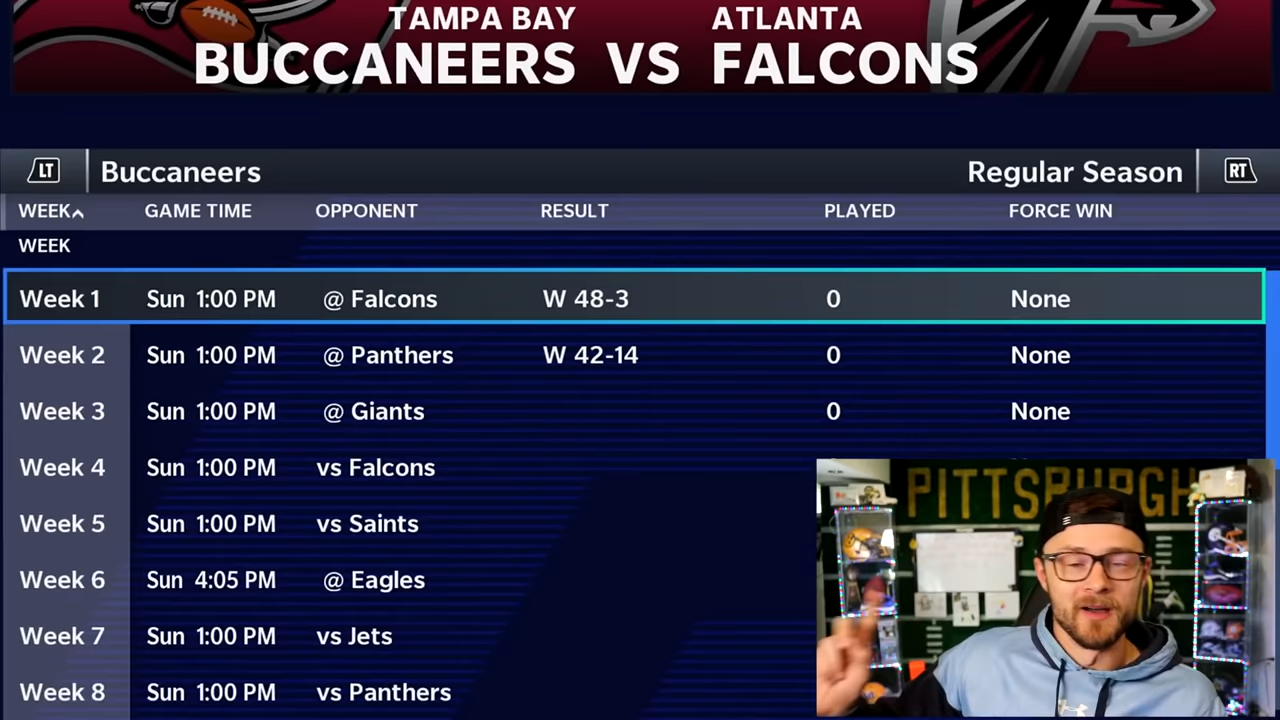 TAMPA BAY ATLANTA
BUCCANEERS VS FALCONS
LT Buccaneers Regular Season RT
WEEK GAME TIME OPPONENT RESULT PLAYED FORCE WIN
WEEK
Week 1 Sun 1:00 PM @ Falcons W 48-3 0 None
Week 2 Sun 1:00 PM @ Panthers W 42-14 0 None
Week 3 Sun 1:00 PM @ Giants 0 None
Week 4 Sun 1:00 PM vs Falcons
Week 5 Sun 1:00 PM vs Saints
Week 6 Sun 4:05 PM @ Eagles
Week 7 Sun 1:00 PM vs Jets
Week 8 Sun 1:00 PM vs Panthers
PITTSBURGH